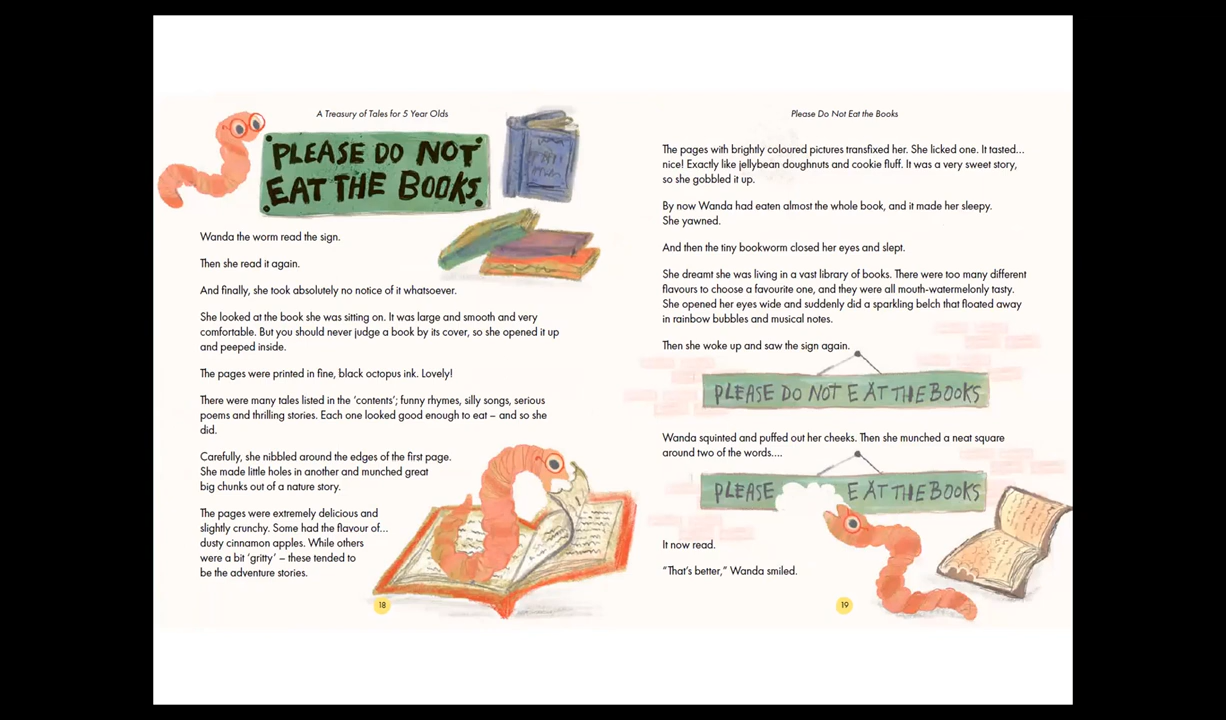 A Treasury of Tales for 5 Year Olds
PLEASE DO NOT
EAT THE BOOKS
Wanda the worm read the sign.
Then she read it again.
And finally, she took absolutely no notice of it whatsoever.
She looked at the book she was sitting on. It was large and smooth and very
comfortable. But you should never judge a book by its cover, so she opened it up
and peeped inside.
The pages were printed in fine, black octopus ink. Lovely!
There were many tales listed in the ‘contents’; funny rhymes, silly songs, serious
poems and thrilling stories. Each one looked good enough to eat – and so she
did.
Carefully, she nibbled around the edges of the first page.
She made little holes in another and munched great
big chunks out of a nature story.
The pages were extremely delicious and
slightly crunchy. Some had the flavour of...
dusty cinnamon apples. While others
were a bit ‘gritty’ – these tended to
be the adventure stories.
18
Please Do Not Eat the Books
The pages with brightly coloured pictures transfixed her. She licked one. It tasted...
nice! Exactly like jellybean doughnuts and cookie fluff. It was a very sweet story,
so she gobbled it up.
By now Wanda had eaten almost the whole book, and it made her sleepy.
She yawned.
And then the tiny bookworm closed her eyes and slept.
She dreamt she was living in a vast library of books. There were too many different
flavours to choose a favourite one, and they were all mouth-watermelonly tasty.
She opened her eyes wide and suddenly did a sparkling belch that floated away
in rainbow bubbles and musical notes.
Then she woke up and saw the sign again.
PLEASE DO NOT EAT THE BOOKS
Wanda squinted and puffed out her cheeks. Then she munched a neat square
around two of the words....
PLEASE EAT THE BOOKS
It now read.
“That’s better,” Wanda smiled.
19